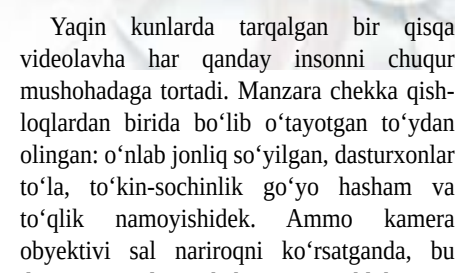 Yaqin kunlarda tarqalgan bir qisqa
videolavha har qanday insonni chuqur
mushohadaga tortadi. Manzara chekka qish-
loqlardan birida bo‘lib o‘tayotgan to‘ydan
olingan: o‘nlab jonliq so‘yilgan, dasturxonlar
to‘la, to‘kin-sochinlik go‘yo hasham va
to‘qlik namoyishidek. Ammo kamera
obyektivi sal nariroqni ko‘rsatganda, bu